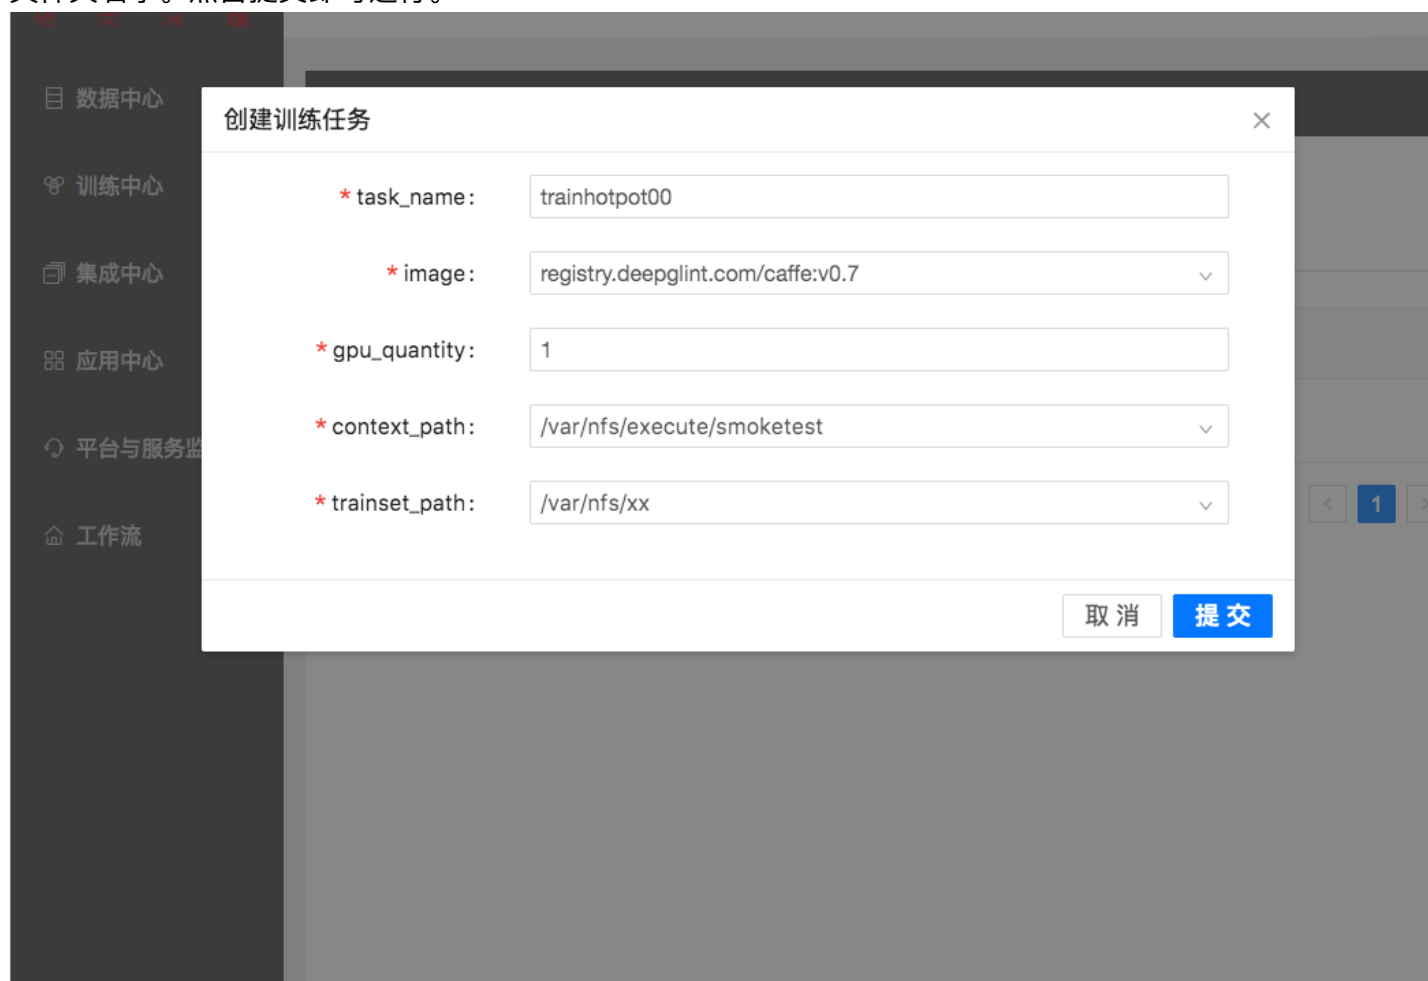 创建训练任务
数据中心
训练中心
集成中心
应用中心
平台与服务监
工作流
* task_name:
trainhotpot00
* image:
registry.deepglint.com/caffe:v0.7
* gpu_quantity:
1
* context_path:
/var/nfs/execute/smoketest
* trainset_path:
/var/nfs/xx
< 1 >
取 消
提 交